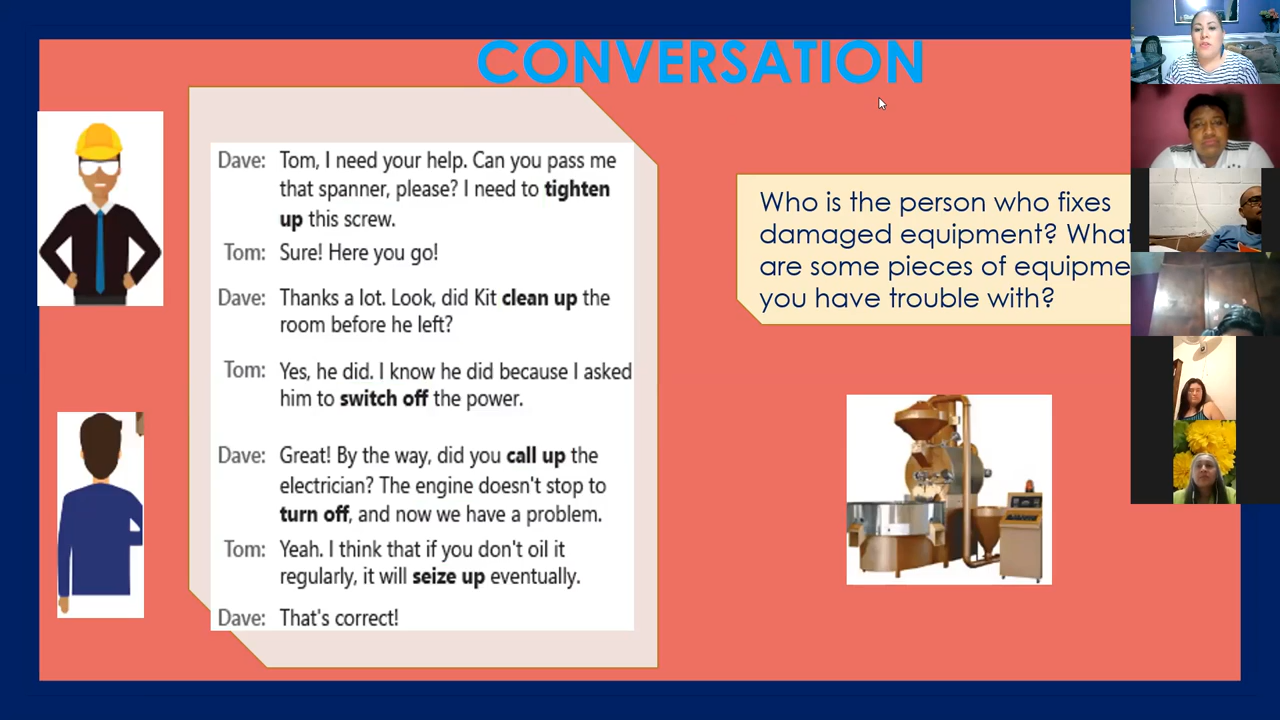 CONVERSATION
Dave: Tom, I need your help. Can you pass me
that spanner, please? I need to tighten
up this screw.
Tom: Sure! Here you go!
Dave: Thanks a lot. Look, did Kit clean up the
room before he left?
Tom: Yes, he did. I know he did because I asked
him to switch off the power.
Dave: Great! By the way, did you call up the
electrician? The engine doesn't stop to
turn off, and now we have a problem.
Tom: Yeah. I think that if you don't oil it
regularly, it will seize up eventually.
Dave: That's correct!
Who is the person who fixes
damaged equipment? What
are some pieces of equipme
you have trouble with?